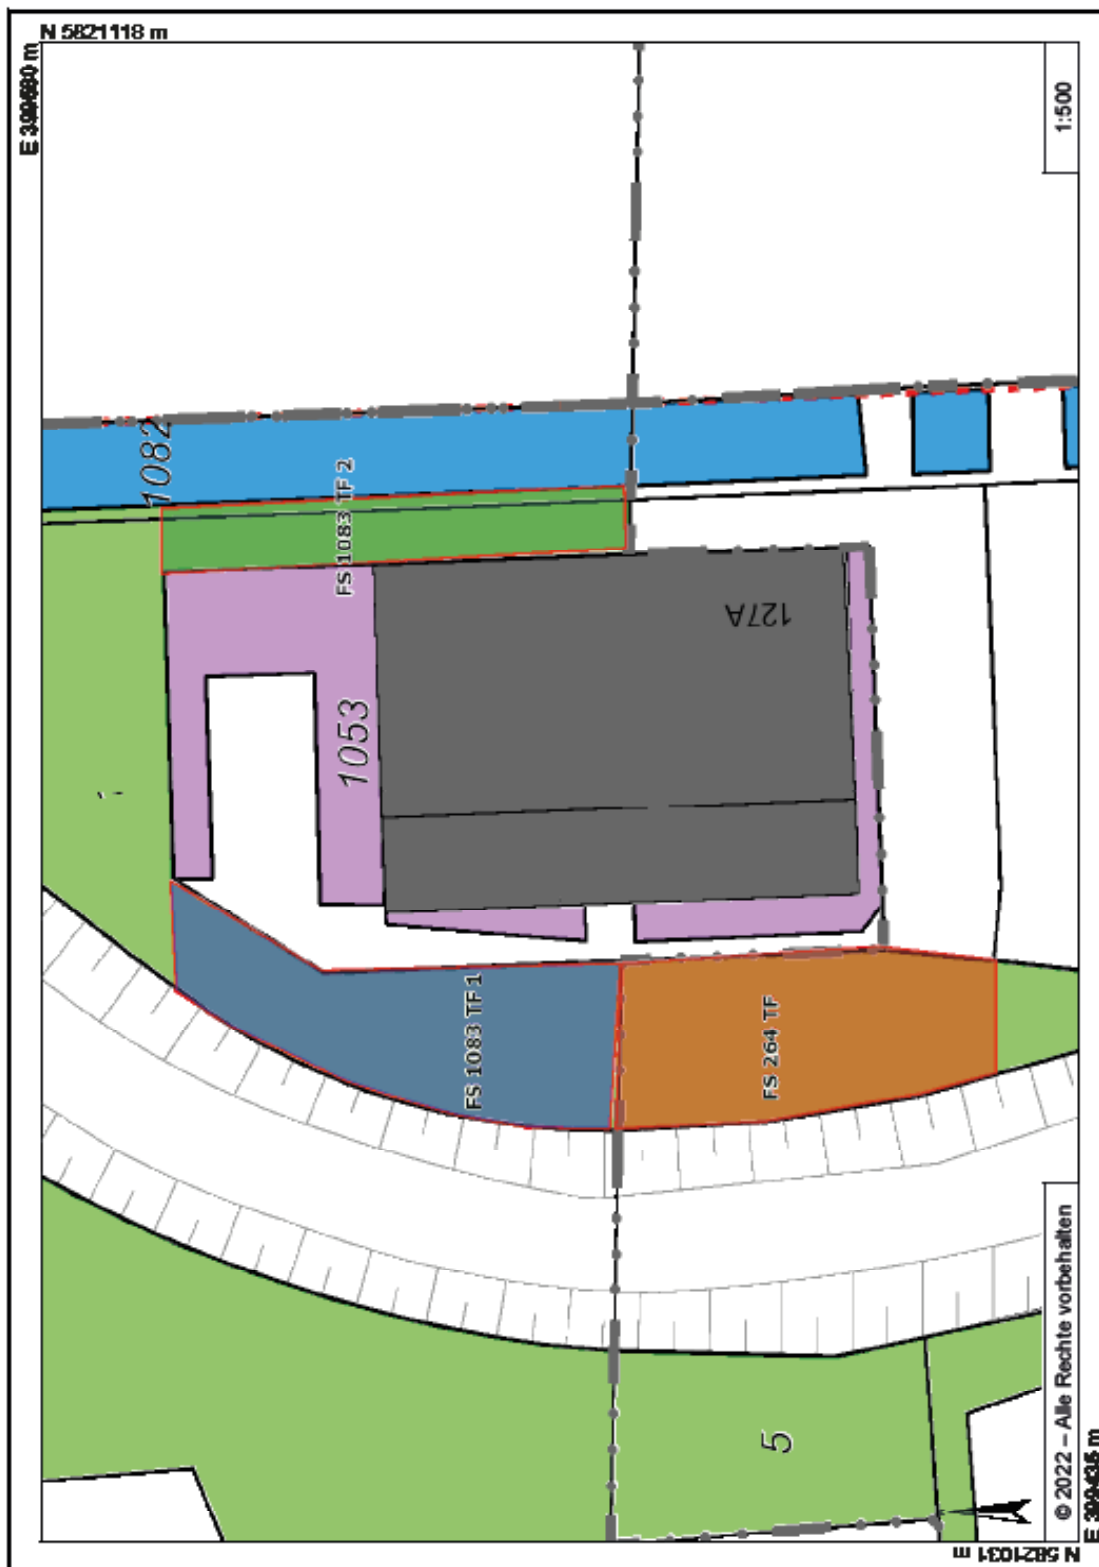 N 5821118 m
E 399680 m
1:500
1082
FS 1083 TF 2
127A
1053
FS 1083 TF 1
FS 264 TF
5
© 2022 – Alle Rechte vorbehalten
N 5821031 m